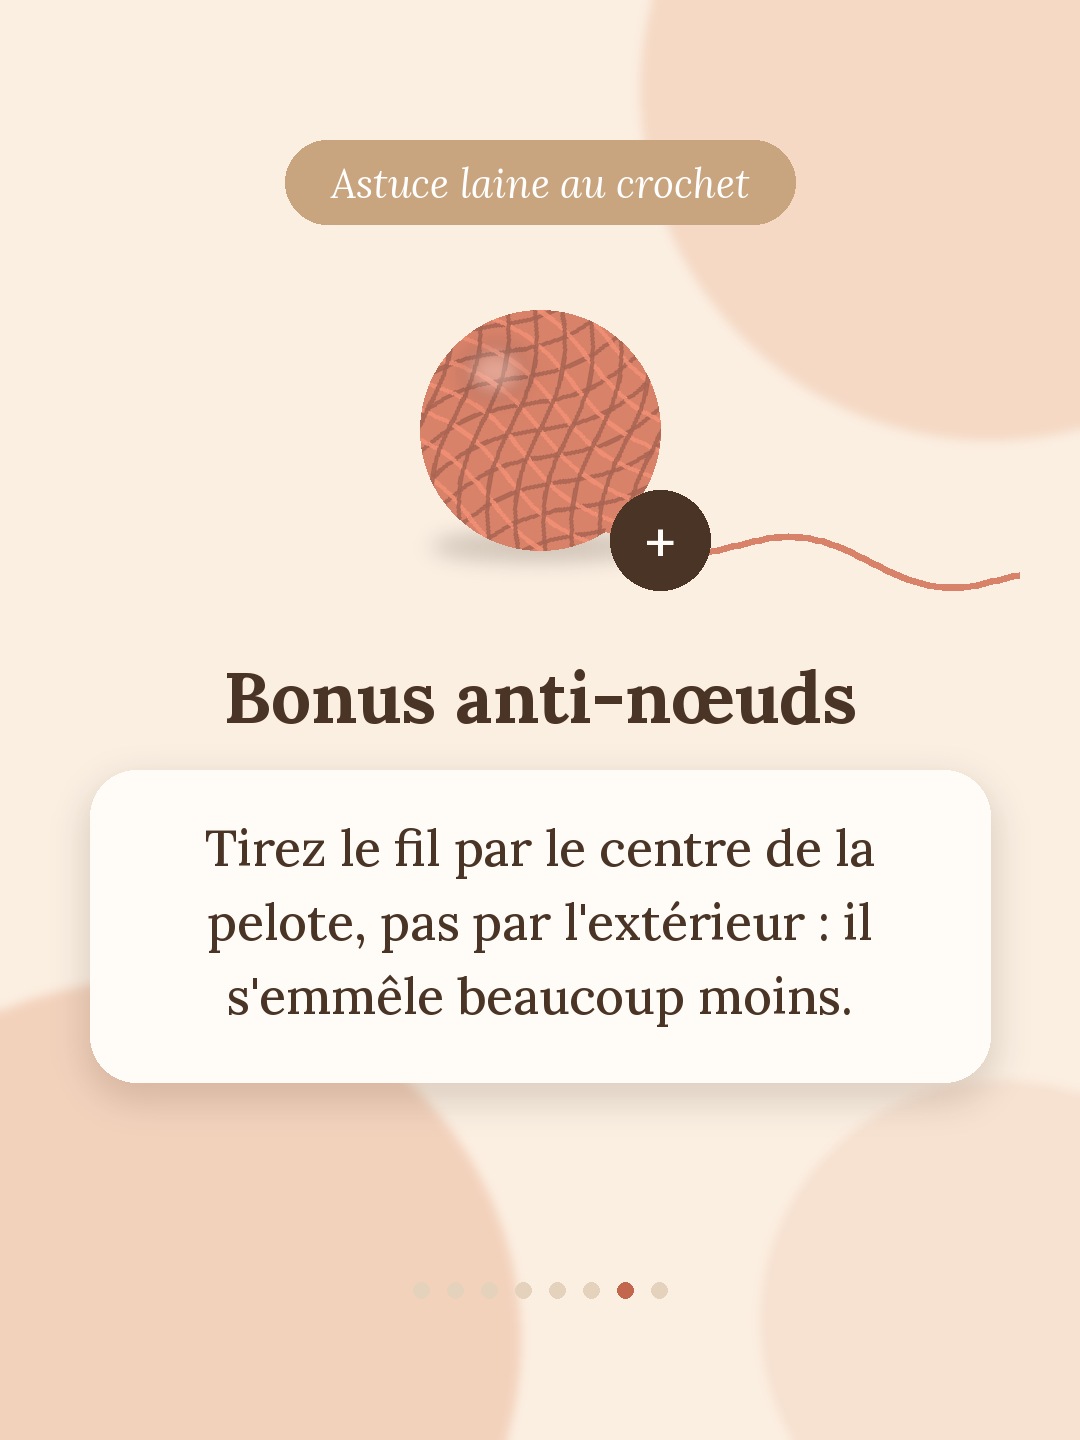 Astuce laine au crochet
+
Bonus anti-nœuds
Tirez le fil par le centre de la
pelote, pas par l'extérieur : il
s'emmêle beaucoup moins.